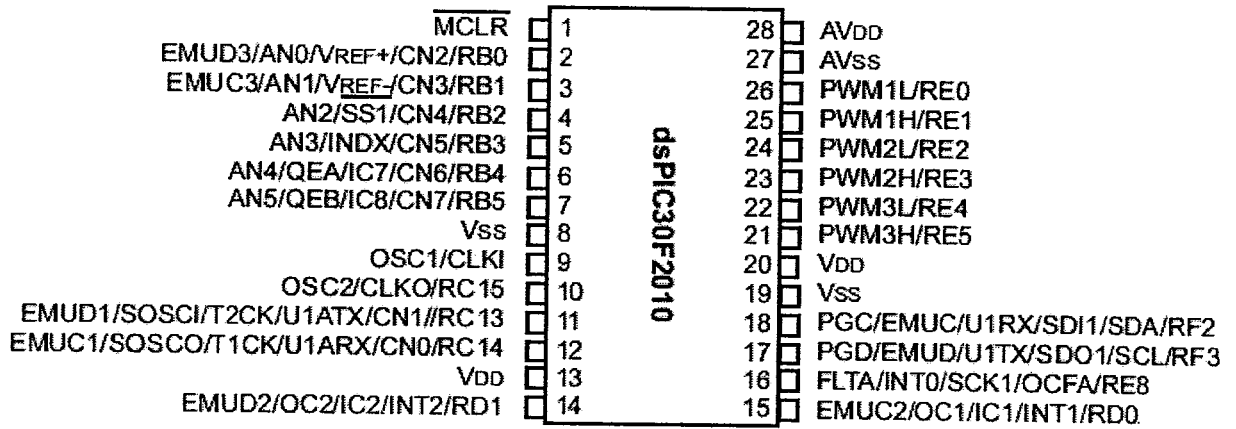 MCLR 1
EMUD3/AN0/VREF+/CN2/RB0 2
EMUC3/AN1/VREF-/CN3/RB1 3
AN2/SS1/CN4/RB2 4
AN3/INDX/CN5/RB3 5
AN4/QEA/IC7/CN6/RB4 6
AN5/QEB/IC8/CN7/RB5 7
VSS 8
OSC1/CLKI 9
OSC2/CLKO/RC15 10
EMUD1/SOSCI/T2CK/U1ATX/CN1//RC13 11
EMUC1/SOSCO/T1CK/U1ARX/CN0/RC14 12
VDD 13
EMUD2/OC2/IC2/INT2/RD1 14
dsPIC30F2010
28 AVDD
27 AVSS
26 PWM1L/RE0
25 PWM1H/RE1
24 PWM2L/RE2
23 PWM2H/RE3
22 PWM3L/RE4
21 PWM3H/RE5
20 VDD
19 VSS
18 PGC/EMUC/U1RX/SDI1/SDA/RF2
17 PGD/EMUD/U1TX/SDO1/SCL/RF3
16 FLTA/INT0/SCK1/OCFA/RE8
15 EMUC2/OC1/IC1/INT1/RD0